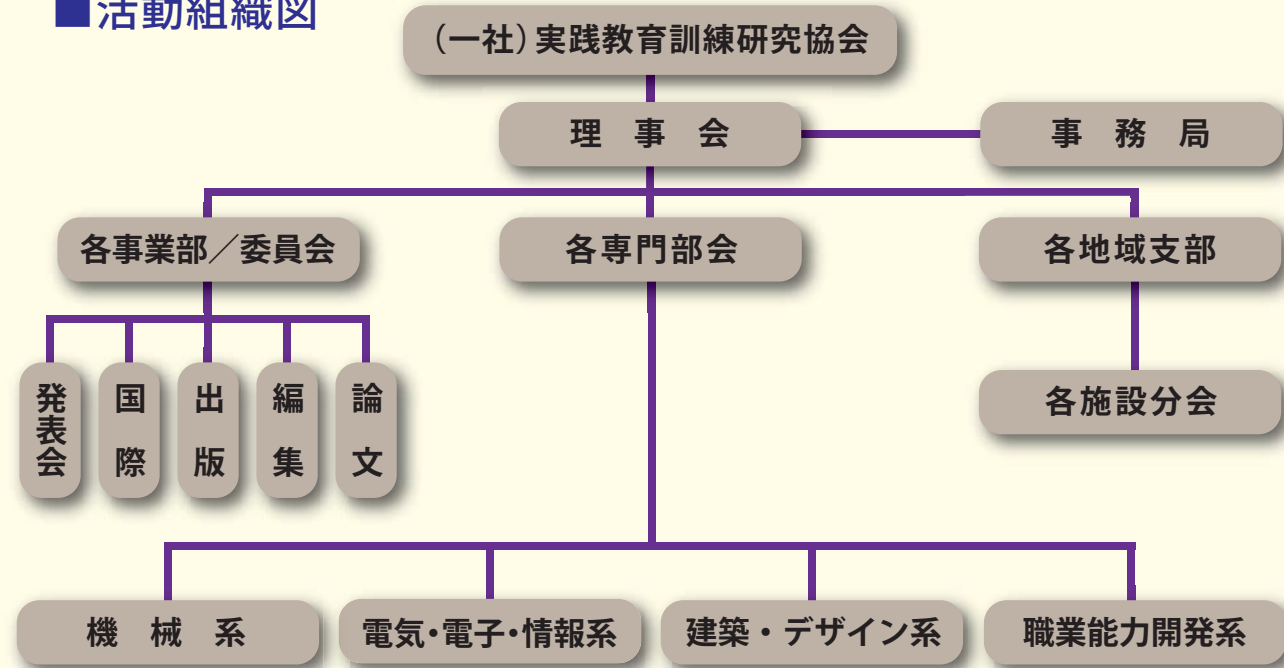 ■活動組織図
（一社）実践教育訓練研究協会
理 事 会
事 務 局
各事業部／委員会
各専門部会
各地域支部
発表会
国際
出版
編集
論文
各施設分会
機 械 系
電気・電子・情報系
建築・デザイン系
職業能力開発系